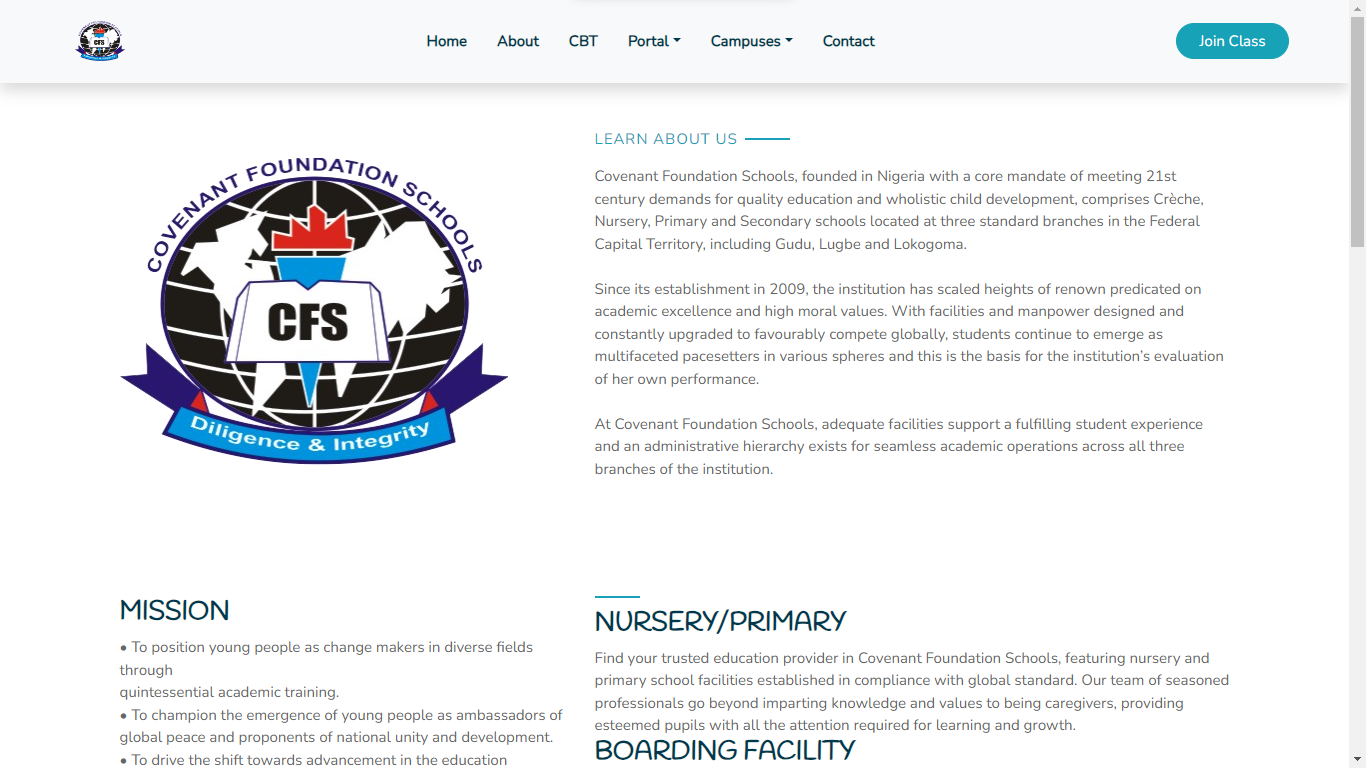 CFS
Home
About
CBT
Portal
Campuses
Contact
Join Class
COVENANT FOUNDATION SCHOOLS
CFS
Diligence & Integrity
LEARN ABOUT US
Covenant Foundation Schools, founded in Nigeria with a core mandate of meeting 21st
century demands for quality education and wholistic child development, comprises Crèche,
Nursery, Primary and Secondary schools located at three standard branches in the Federal
Capital Territory, including Gudu, Lugbe and Lokogoma.
Since its establishment in 2009, the institution has scaled heights of renown predicated on
academic excellence and high moral values. With facilities and manpower designed and
constantly upgraded to favourably compete globally, students continue to emerge as
multifaceted pacesetters in various spheres and this is the basis for the institution's evaluation
of her own performance.
At Covenant Foundation Schools, adequate facilities support a fulfilling student experience
and an administrative hierarchy exists for seamless academic operations across all three
branches of the institution.
MISSION
• To position young people as change makers in diverse fields
through
quintessential academic training.
• To champion the emergence of young people as ambassadors of
global peace and proponents of national unity and development.
• To drive the shift towards advancement in the education
NURSERY/PRIMARY
Find your trusted education provider in Covenant Foundation Schools, featuring nursery and
primary school facilities established in compliance with global standard. Our team of seasoned
professionals go beyond imparting knowledge and values to being caregivers, providing
esteemed pupils with all the attention required for learning and growth.
BOARDING FACILITY